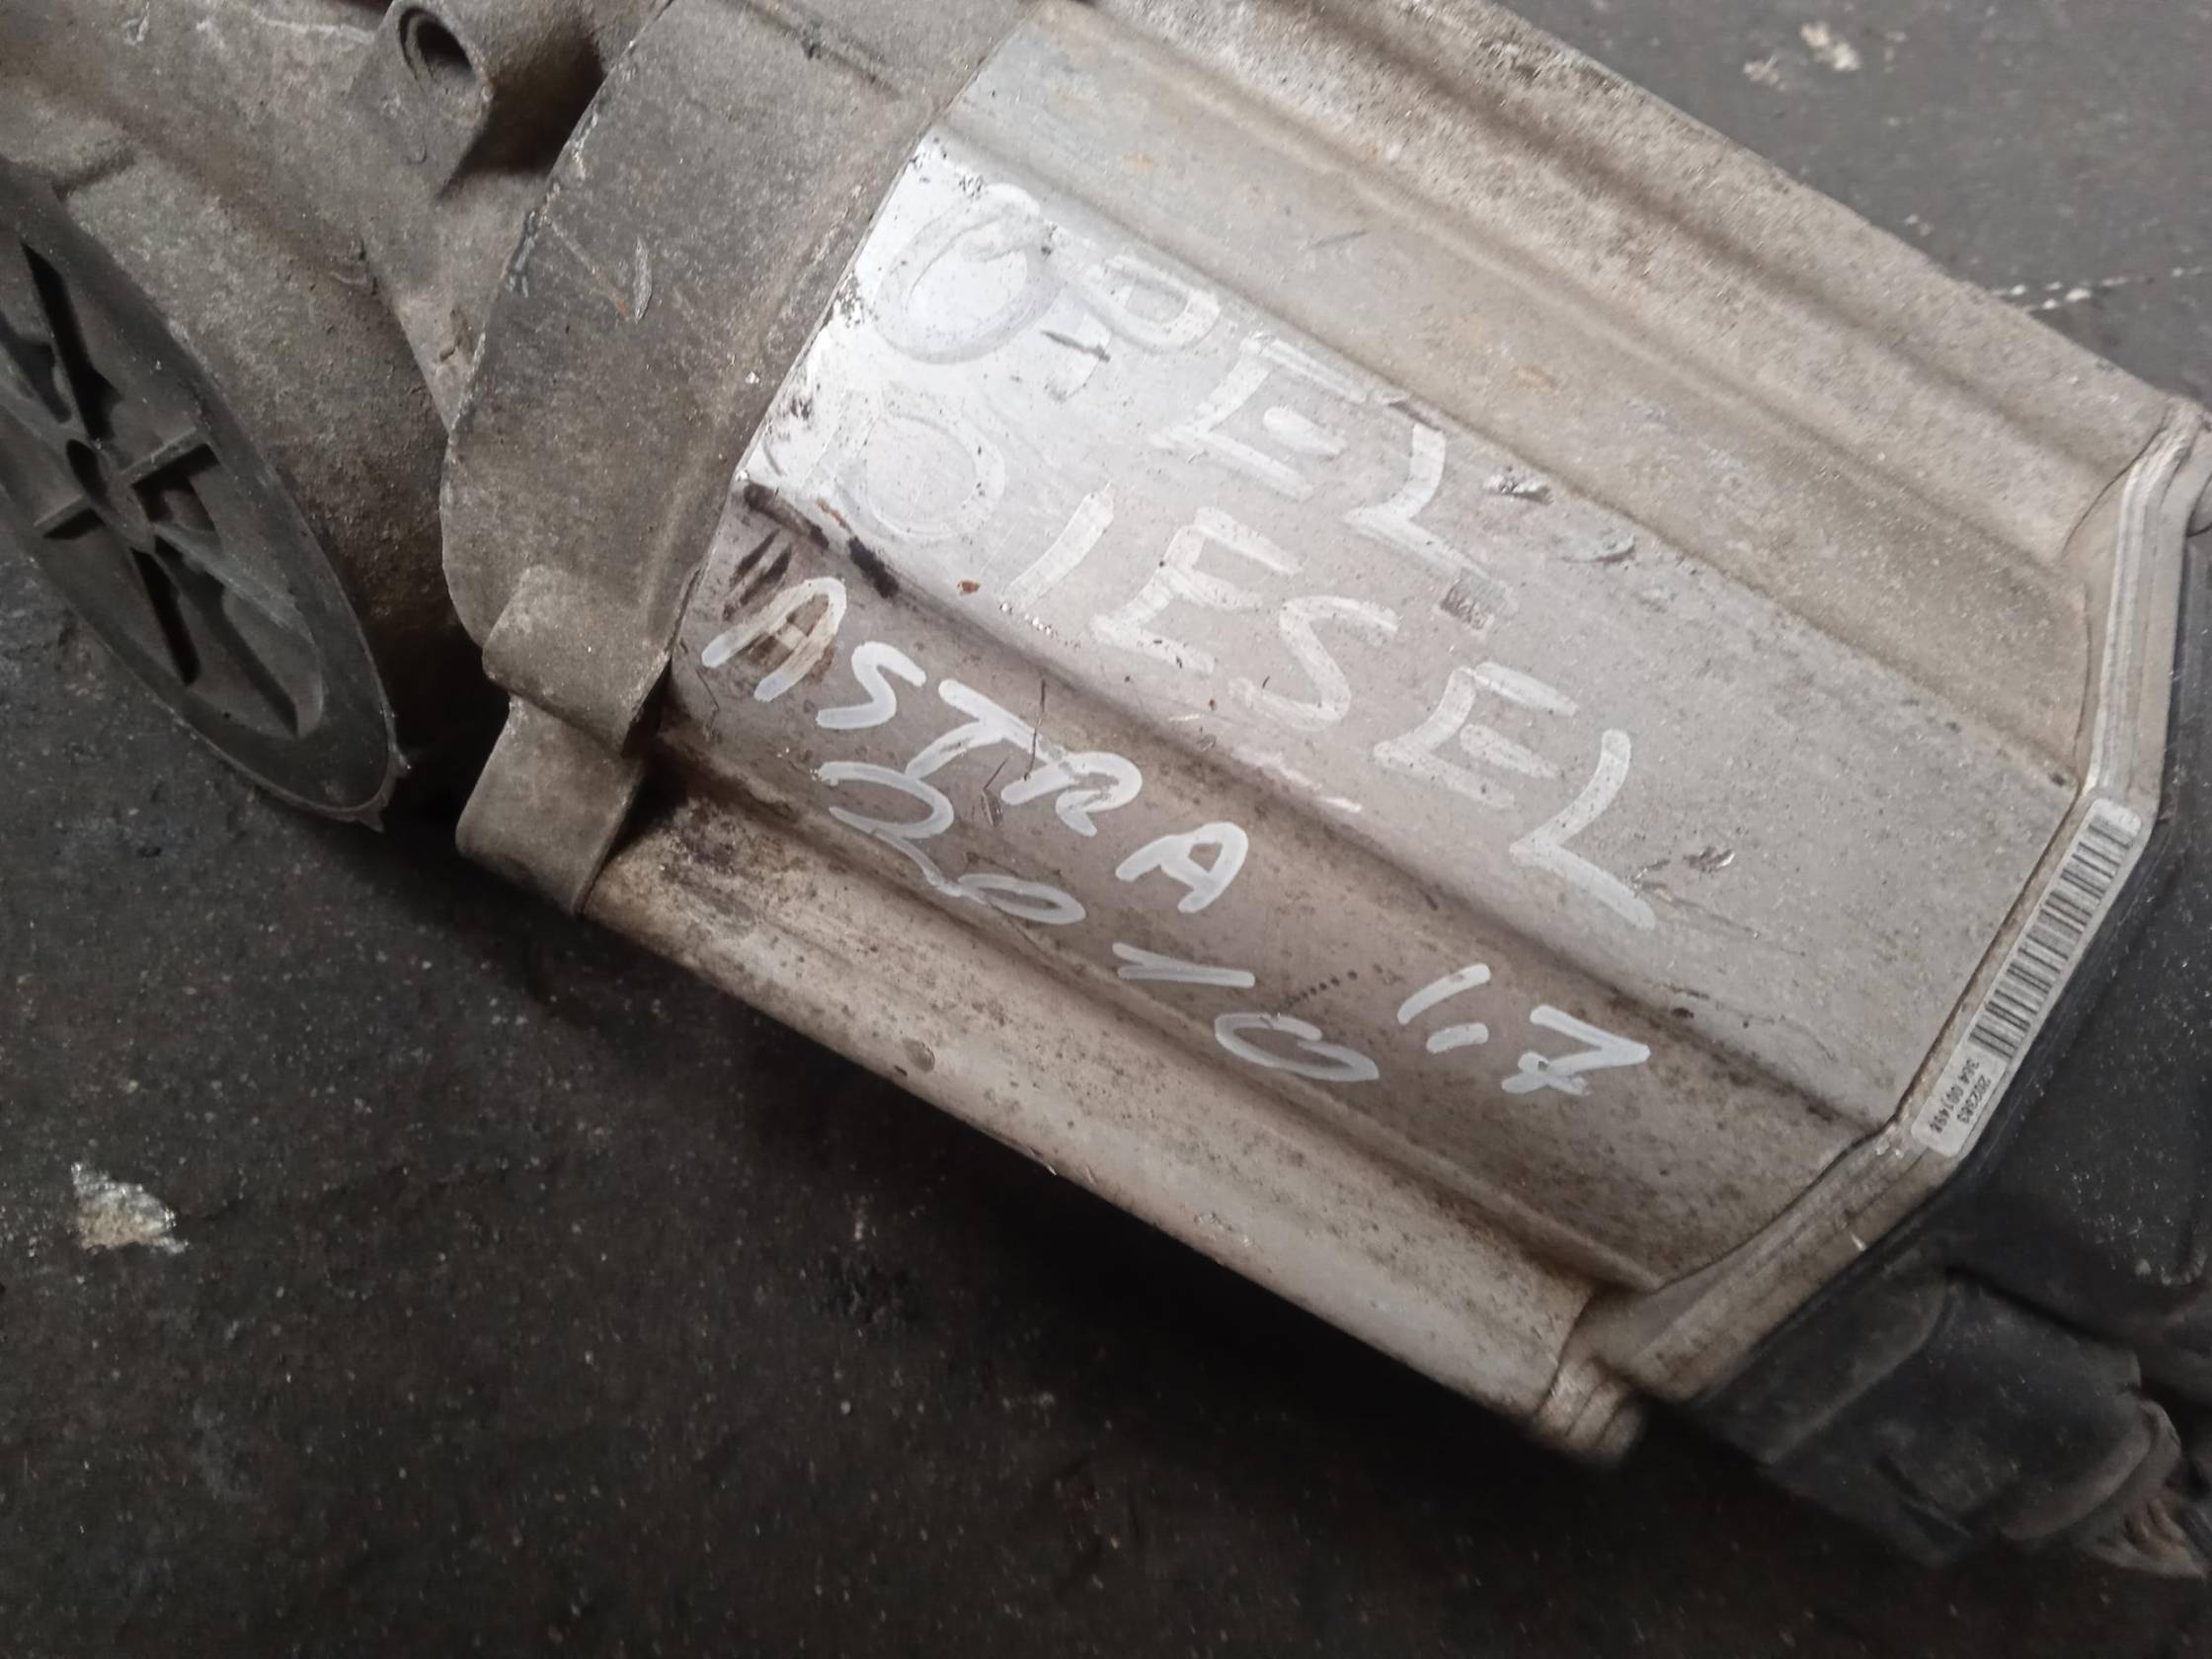 OPEL
DIESEL
ASTRA 1,7
2010